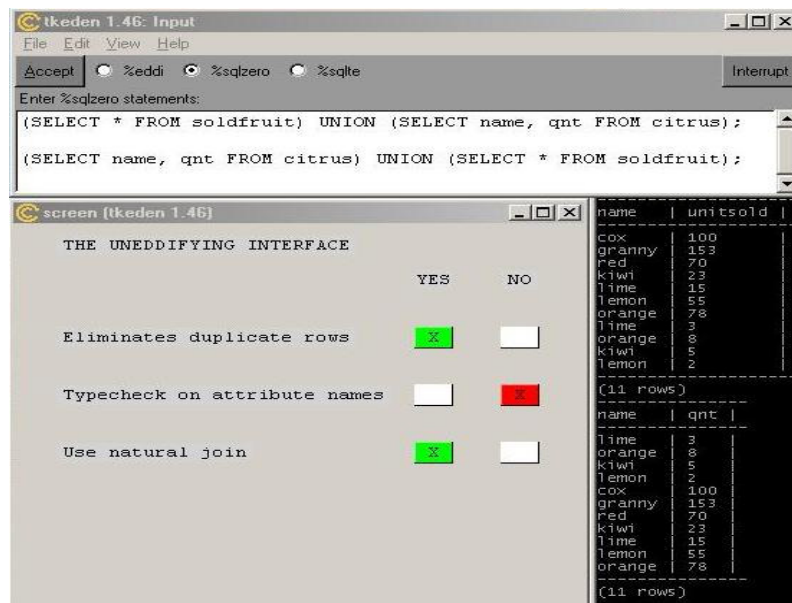 tkeden 1.46: Input
File Edit View Help
Accept %eddi %sqlzero %sqlte Interrupt
Enter %sqlzero statements:
(SELECT * FROM soldfruit) UNION (SELECT name, qnt FROM citrus);
(SELECT name, qnt FROM citrus) UNION (SELECT * FROM soldfruit);
screen (tkeden 1.46)
THE UNEDDIFYING INTERFACE
YES NO
Eliminates duplicate rows X
Typecheck on attribute names X
Use natural join X
name | unitsold |
cox | 100 |
granny | 153 |
red | 70 |
kiwi | 23 |
lime | 15 |
lemon | 55 |
orange | 78 |
lime | 3 |
orange | 8 |
kiwi | 5 |
lemon | 2 |
(11 rows)
name | qnt |
lime | 3 |
orange | 8 |
kiwi | 5 |
lemon | 2 |
cox | 100 |
granny | 153 |
red | 70 |
kiwi | 23 |
lime | 15 |
lemon | 55 |
orange | 78 |
(11 rows)